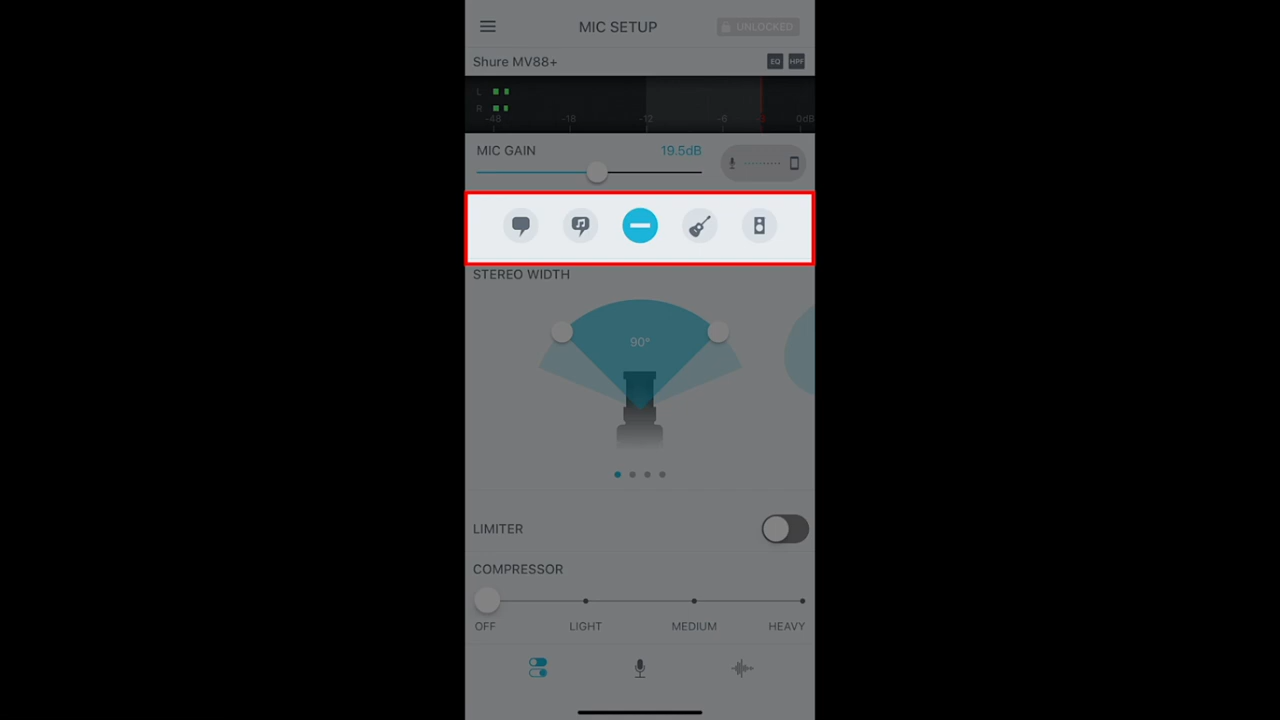 MIC SETUP
UNLOCKED
Shure MV88+
EQ HPF
L
R
-48 -18 -12 -6 -3 0dB
MIC GAIN 19.5dB
STEREO WIDTH
90°
LIMITER
COMPRESSOR
OFF LIGHT MEDIUM HEAVY